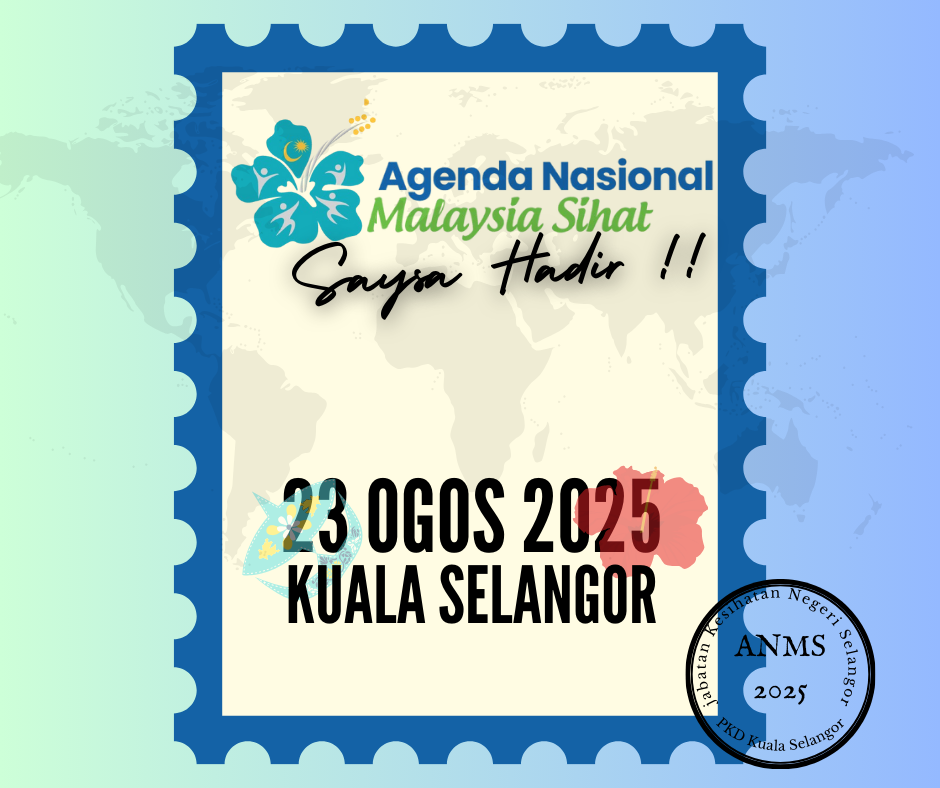 Agenda Nasional
Malaysia Sihat
Saysa Hadir !!
23 OGOS 2025
KUALA SELANGOR
jabatan Kesihatan Negeri Selangor
ANMS
2025
PKD Kuala Selangor